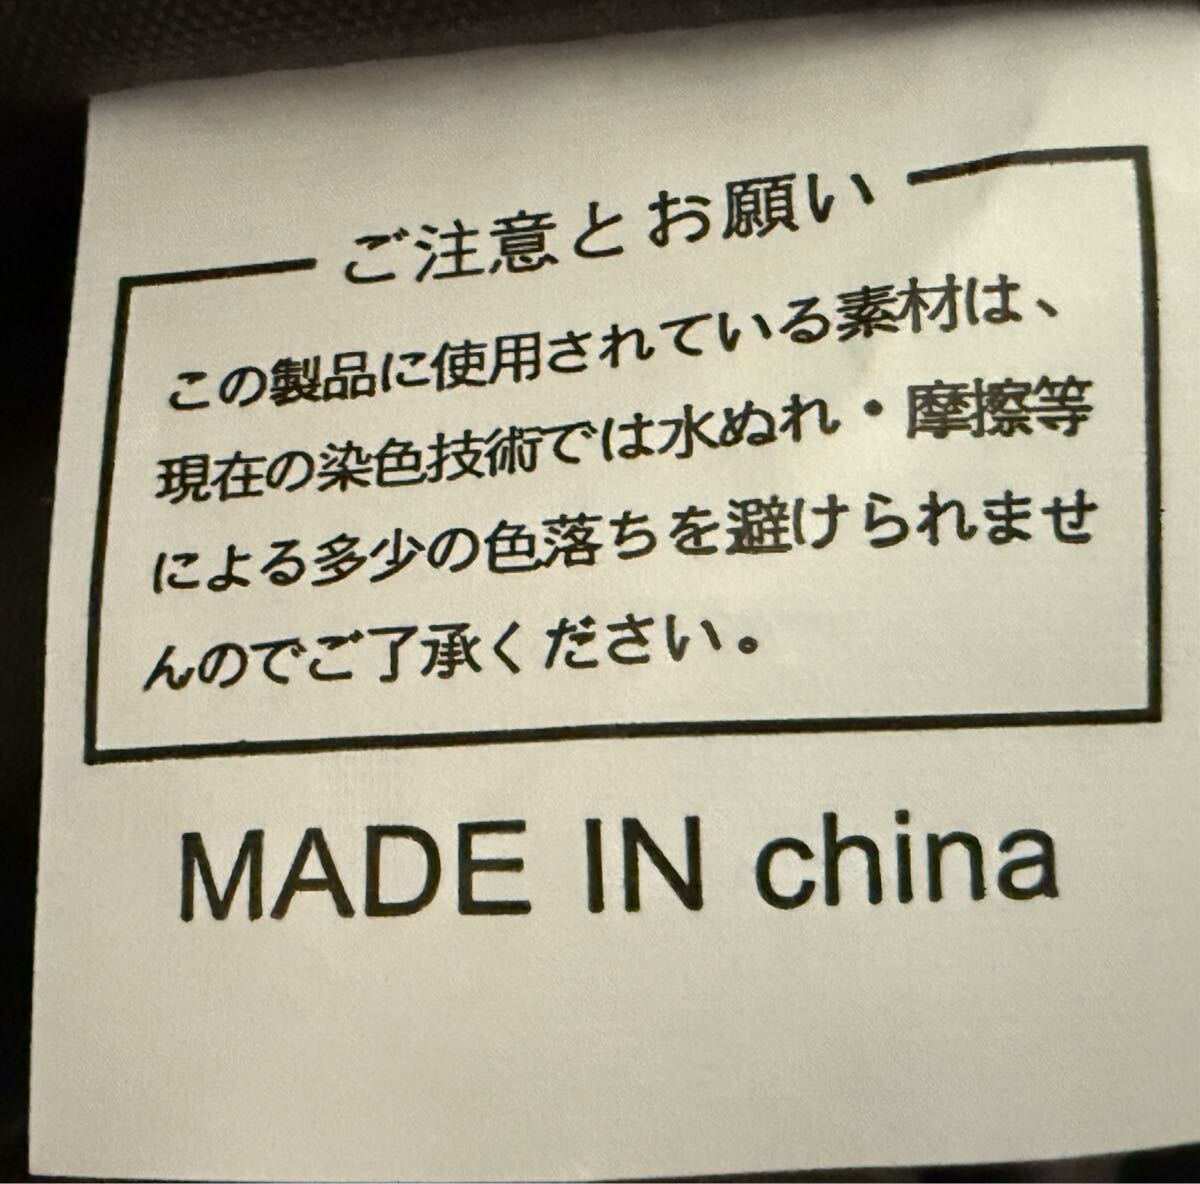 ご注意とお願い
この製品に使用されている素材は、
現在の染色技術では水ぬれ・摩擦等
による多少の色落ちを避けられませ
んのでご了承ください。
MADE IN china